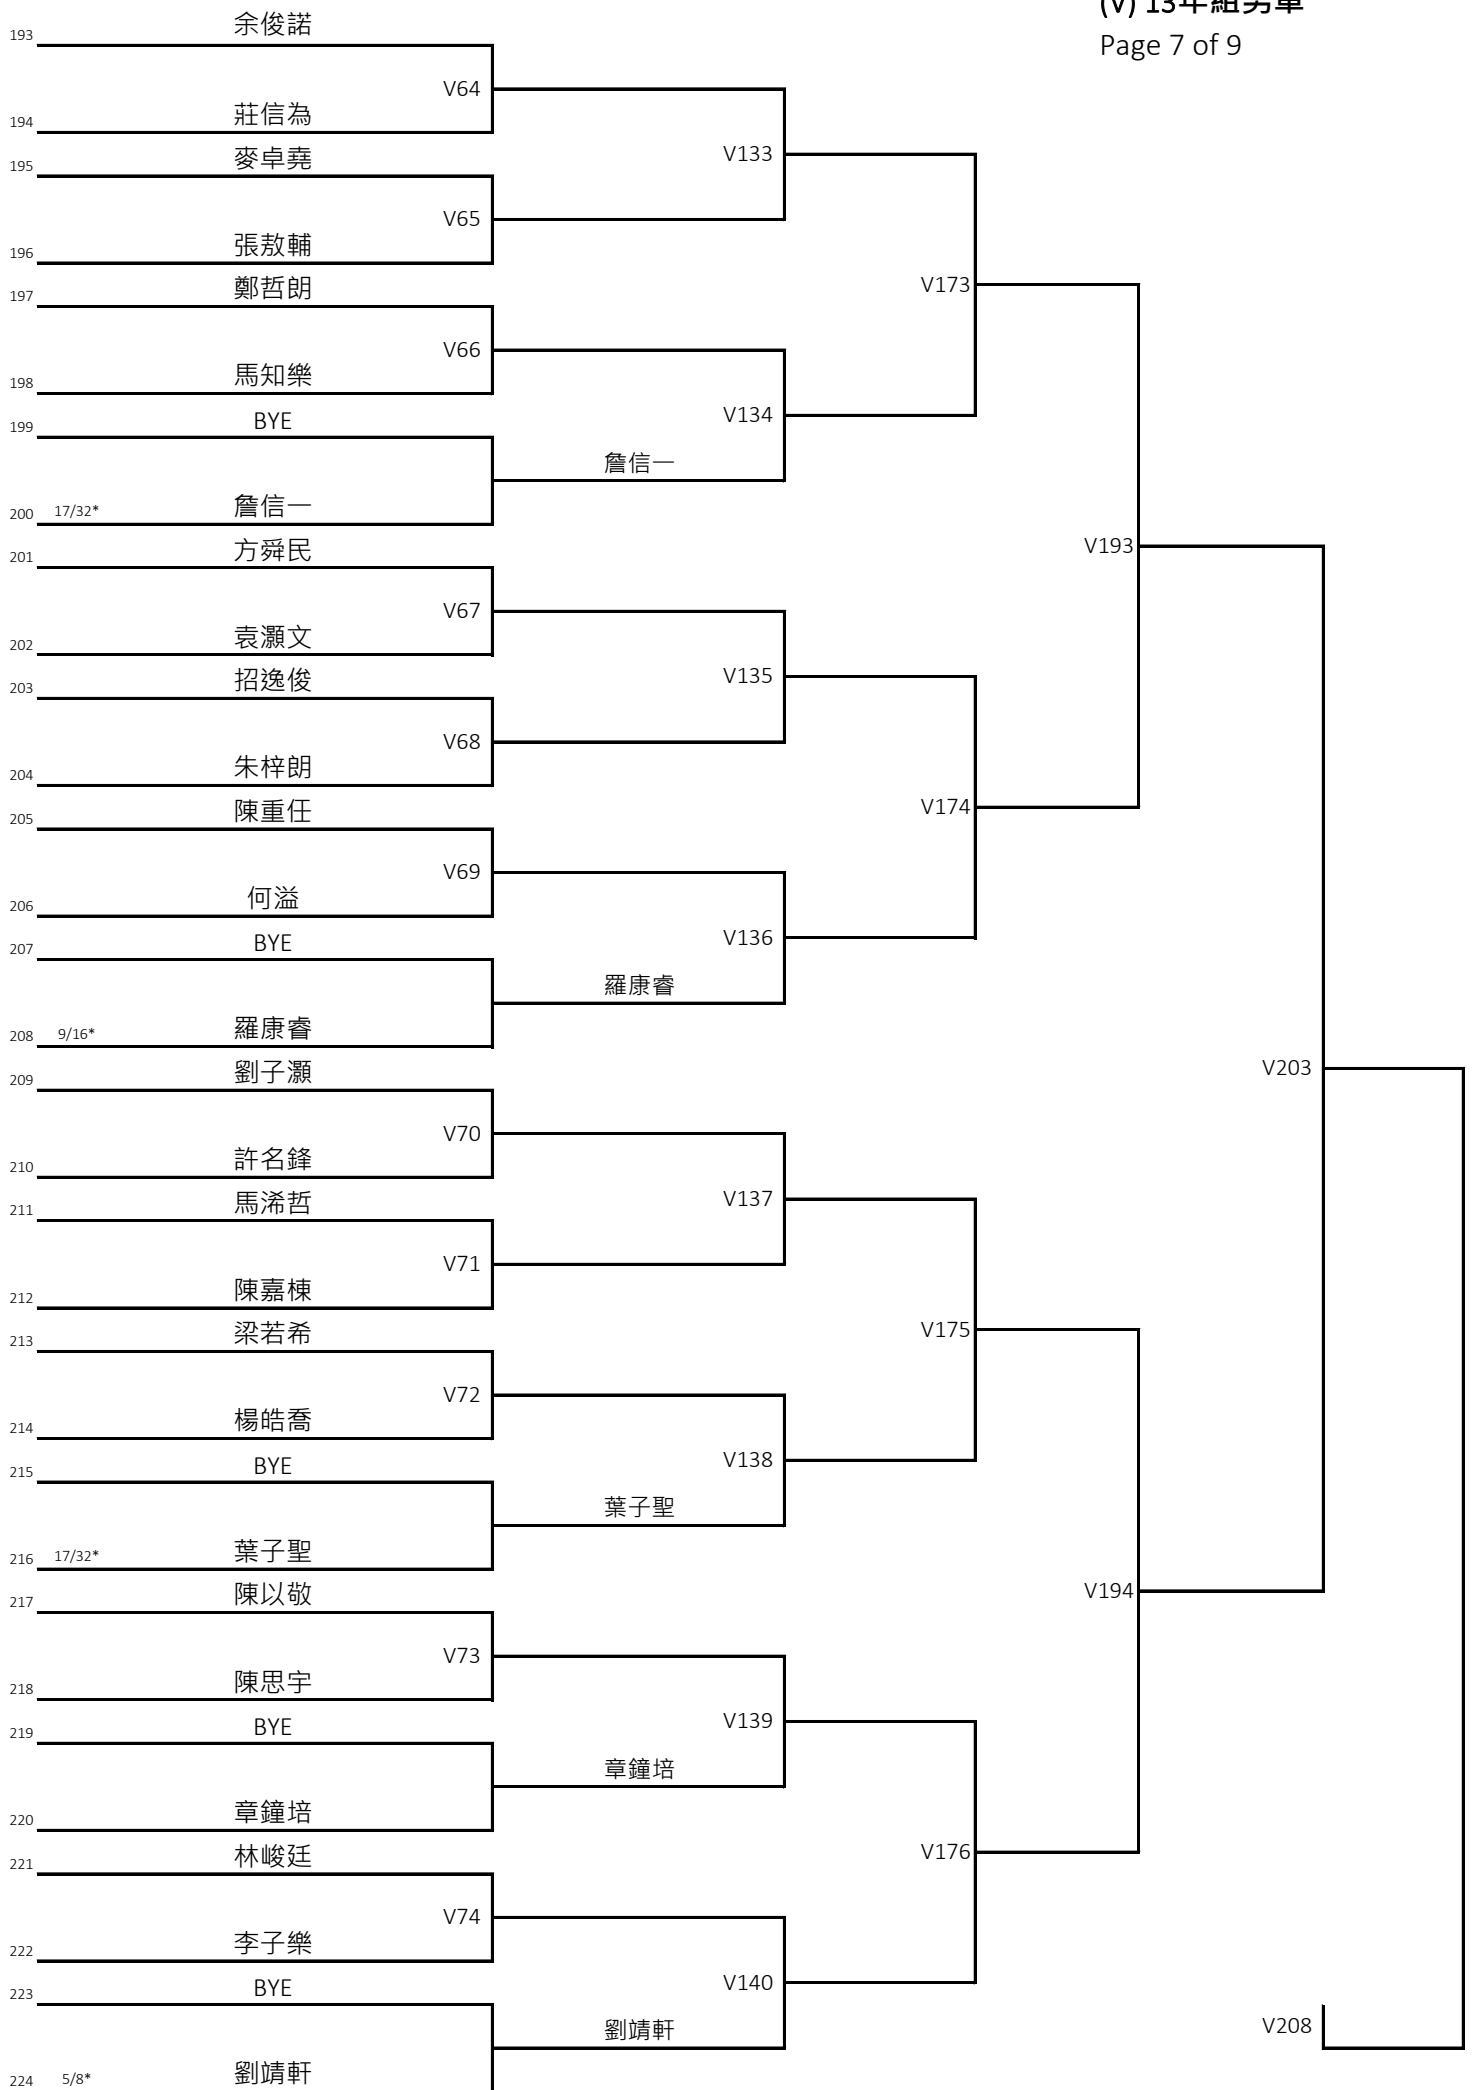 (V) 13年組男單
Page 7 of 9
193 余俊諾
V64
194 莊信為
V133
195 麥卓堯
V65
196 張敖輔
197 鄭哲朗
V173
V66
198 馬知樂
V134
199 BYE
詹信一
200 17/32* 詹信一
201 方舜民
V193
V67
202 袁灝文
V135
203 招逸俊
V68
204 朱梓朗
205 陳重任
V174
V69
206 何溢
V136
207 BYE
羅康睿
208 9/16* 羅康睿
209 劉子灝
V203
V70
210 許名鋒
V137
211 馬浠哲
V71
212 陳嘉棟
213 梁若希
V175
V72
214 楊皓喬
V138
215 BYE
葉子聖
216 17/32* 葉子聖
217 陳以敬
V194
V73
218 陳思宇
V139
219 BYE
章鐘培
220 章鐘培
221 林峻廷
V176
V74
222 李子樂
V140
223 BYE
V208
劉靖軒
224 5/8* 劉靖軒